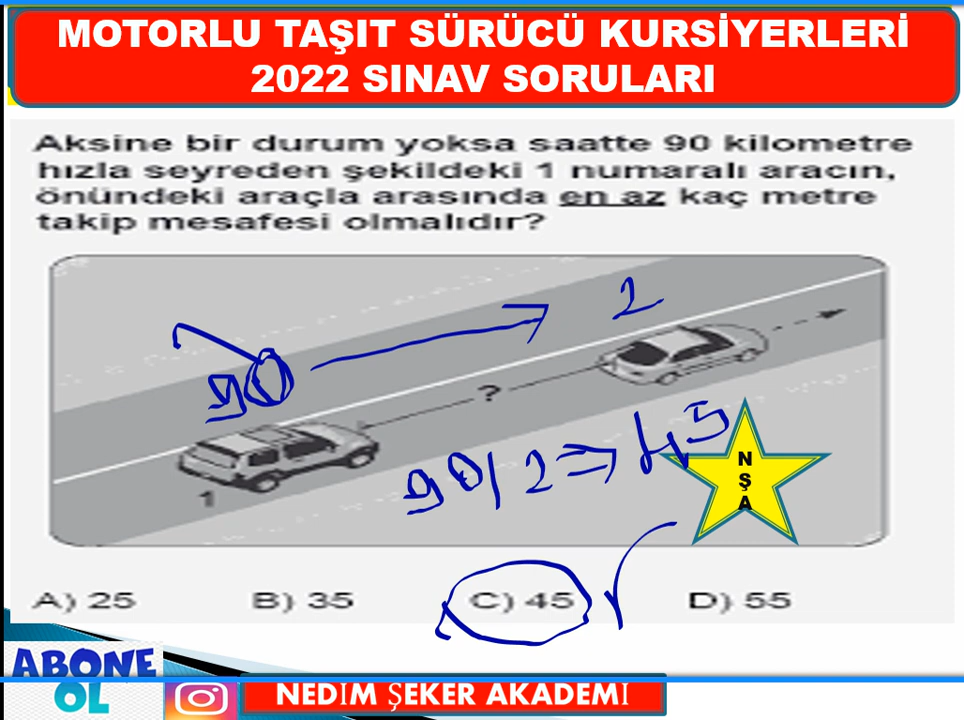 MOTORLU TAŞIT SÜRÜCÜ KURSİYERLERİ
2022 SINAV SORULARI
Aksine bir durum yoksa saatte 90 kilometre
hızla seyreden şekildeki 1 numaralı aracın,
önündeki araçla arasında en az kaç metre
takip mesafesi olmalıdır?
2
90
?
90/2=>45
1
N
Ş
A
A) 25 B) 35 C) 45 D) 55
ABONE
OL
NEDİM ŞEKER AKADEMİ